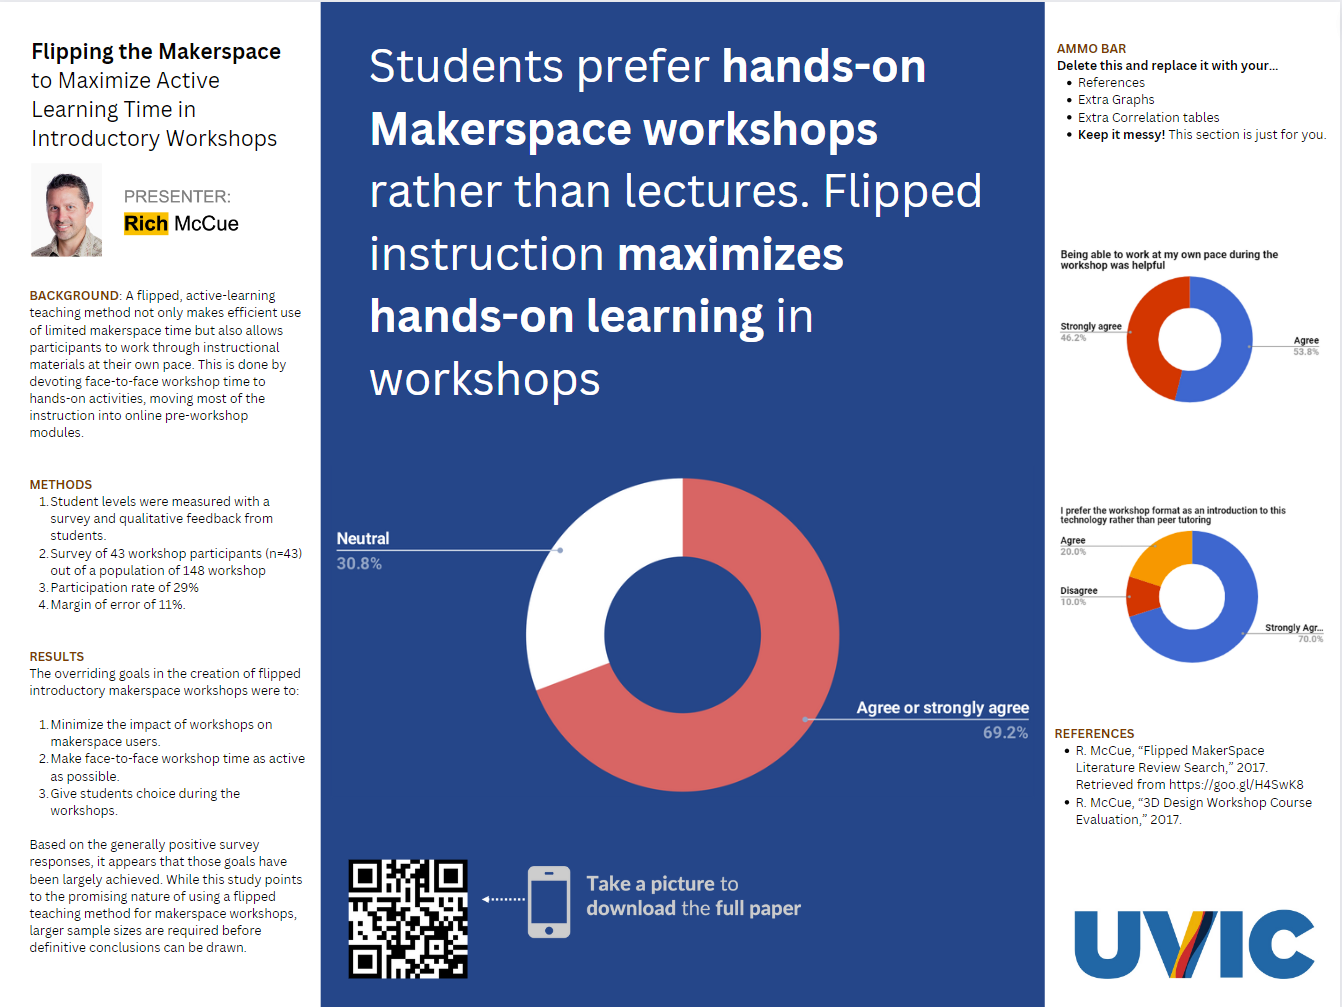 Flipping the Makerspace
to Maximize Active
Learning Time in
Introductory Workshops
PRESENTER:
Rich McCue
BACKGROUND: A flipped, active-learning
teaching method not only makes efficient use
of limited makerspace time but also allows
participants to work through instructional
materials at their own pace. This is done by
devoting face-to-face workshop time to
hands-on activities, moving most of the
instruction into online pre-workshop
modules.
METHODS
1. Student levels were measured with a
survey and qualitative feedback from
students.
2. Survey of 43 workshop participants (n=43)
out of a population of 148 workshop
3. Participation rate of 29%
4. Margin of error of 11%.
RESULTS
The overriding goals in the creation of flipped
introductory makerspace workshops were to:
1. Minimize the impact of workshops on
makerspace users.
2. Make face-to-face workshop time as active
as possible.
3. Give students choice during the
workshops.
Based on the generally positive survey
responses, it appears that those goals have
been largely achieved. While this study points
to the promising nature of using a flipped
teaching method for makerspace workshops,
larger sample sizes are required before
definitive conclusions can be drawn.
Students prefer hands-on
Makerspace workshops
rather than lectures. Flipped
instruction maximizes
hands-on learning in
workshops
Neutral
30.8%
Agree or strongly agree
69.2%
Take a picture to
download the full paper
AMMO BAR
Delete this and replace it with your...
• References
• Extra Graphs
• Extra Correlation tables
• Keep it messy! This section is just for you.
Being able to work at my own pace during the
workshop was helpful
Strongly agree
46.2%
Agree
53.8%
I prefer the workshop format as an introduction to this
technology rather than peer tutoring
Agree
20.0%
Disagree
10.0%
Strongly Agr...
70.0%
REFERENCES
• R. McCue, “Flipped MakerSpace
Literature Review Search,” 2017.
Retrieved from https://goo.gl/H4SwK8
• R. McCue, “3D Design Workshop Course
Evaluation,” 2017.
UVIC